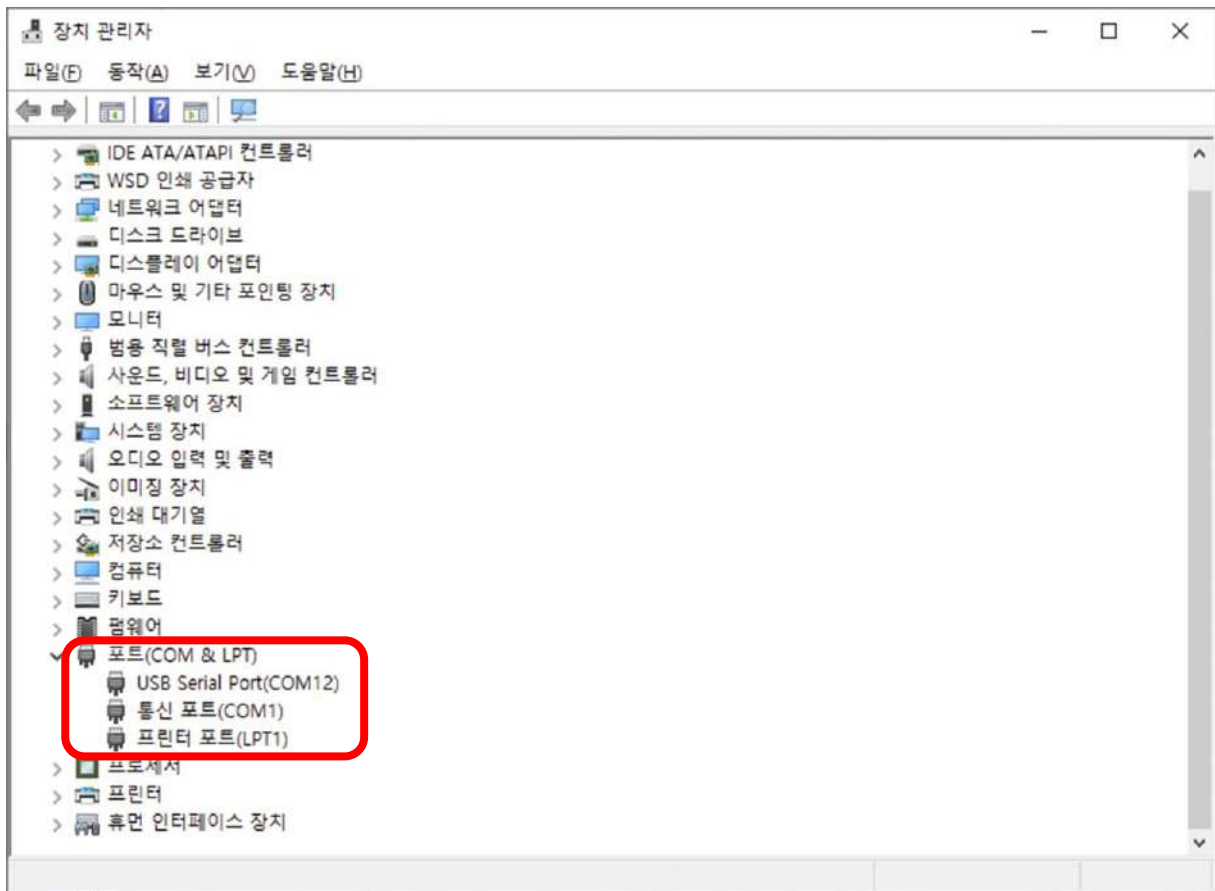 장치 관리자
파일(F) 동작(A) 보기(V) 도움말(H)
IDE ATA/ATAPI 컨트롤러
WSD 인쇄 공급자
네트워크 어댑터
디스크 드라이브
디스플레이 어댑터
마우스 및 기타 포인팅 장치
모니터
범용 직렬 버스 컨트롤러
사운드, 비디오 및 게임 컨트롤러
소프트웨어 장치
시스템 장치
오디오 입력 및 출력
이미징 장치
인쇄 대기열
저장소 컨트롤러
컴퓨터
키보드
펌웨어
포트(COM & LPT)
USB Serial Port(COM12)
통신 포트(COM1)
프린터 포트(LPT1)
프로세서
프린터
휴먼 인터페이스 장치